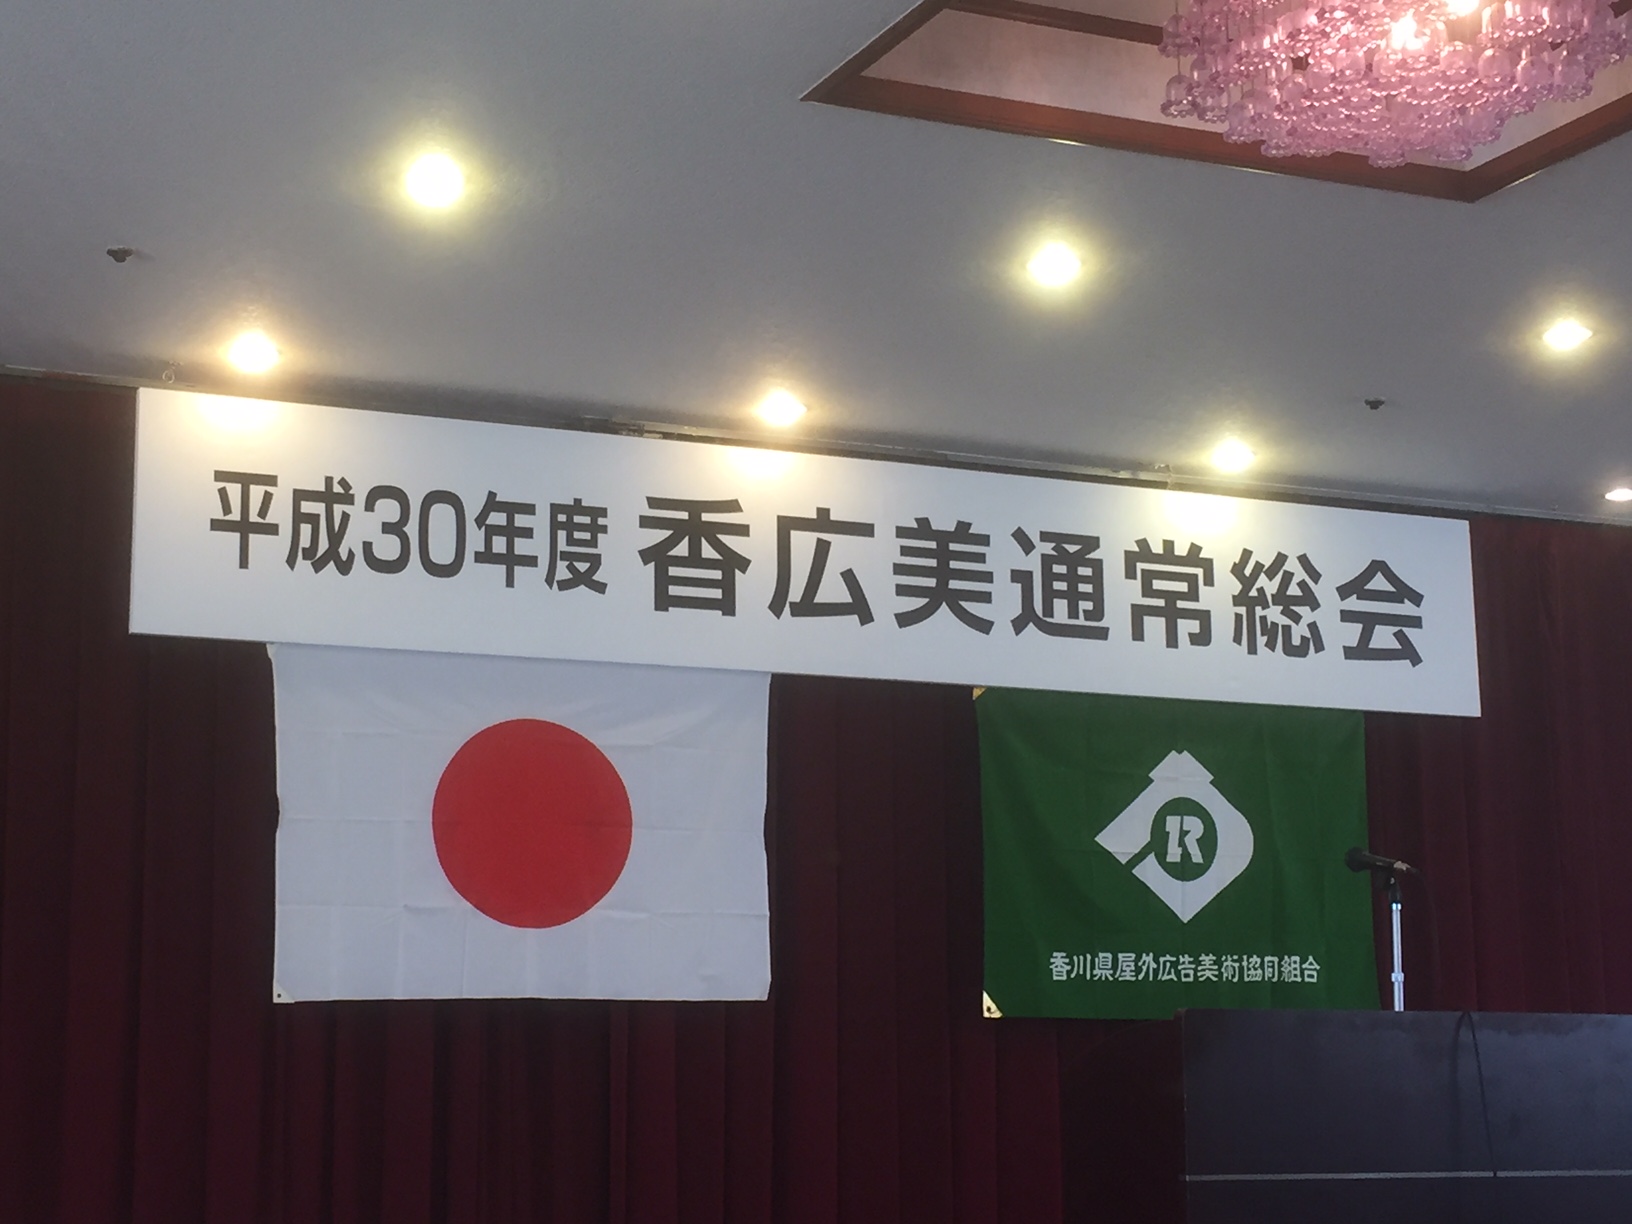 平成30年度 香広美通常総会
R
香川県屋外広告美術協同組合